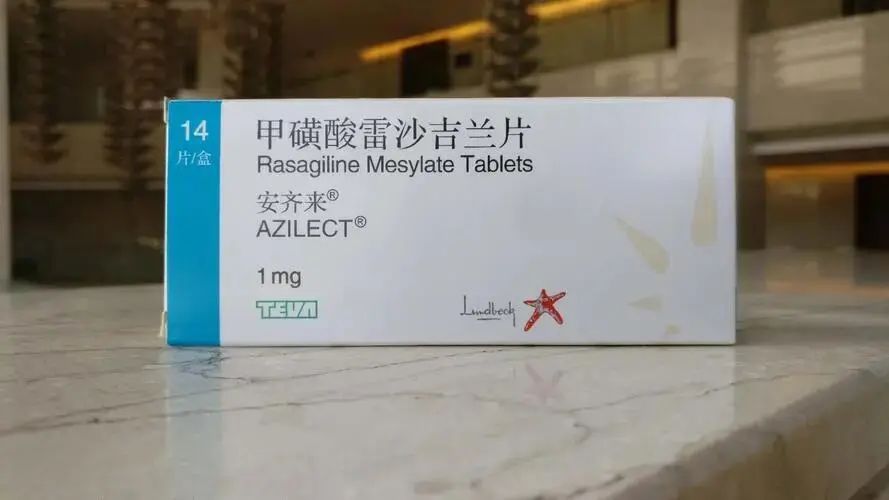 14
片/盒
甲磺酸雷沙吉兰片
Rasagiline Mesylate Tablets
安齐来®
AZILECT®
1 mg
TEVA
Lundbeck